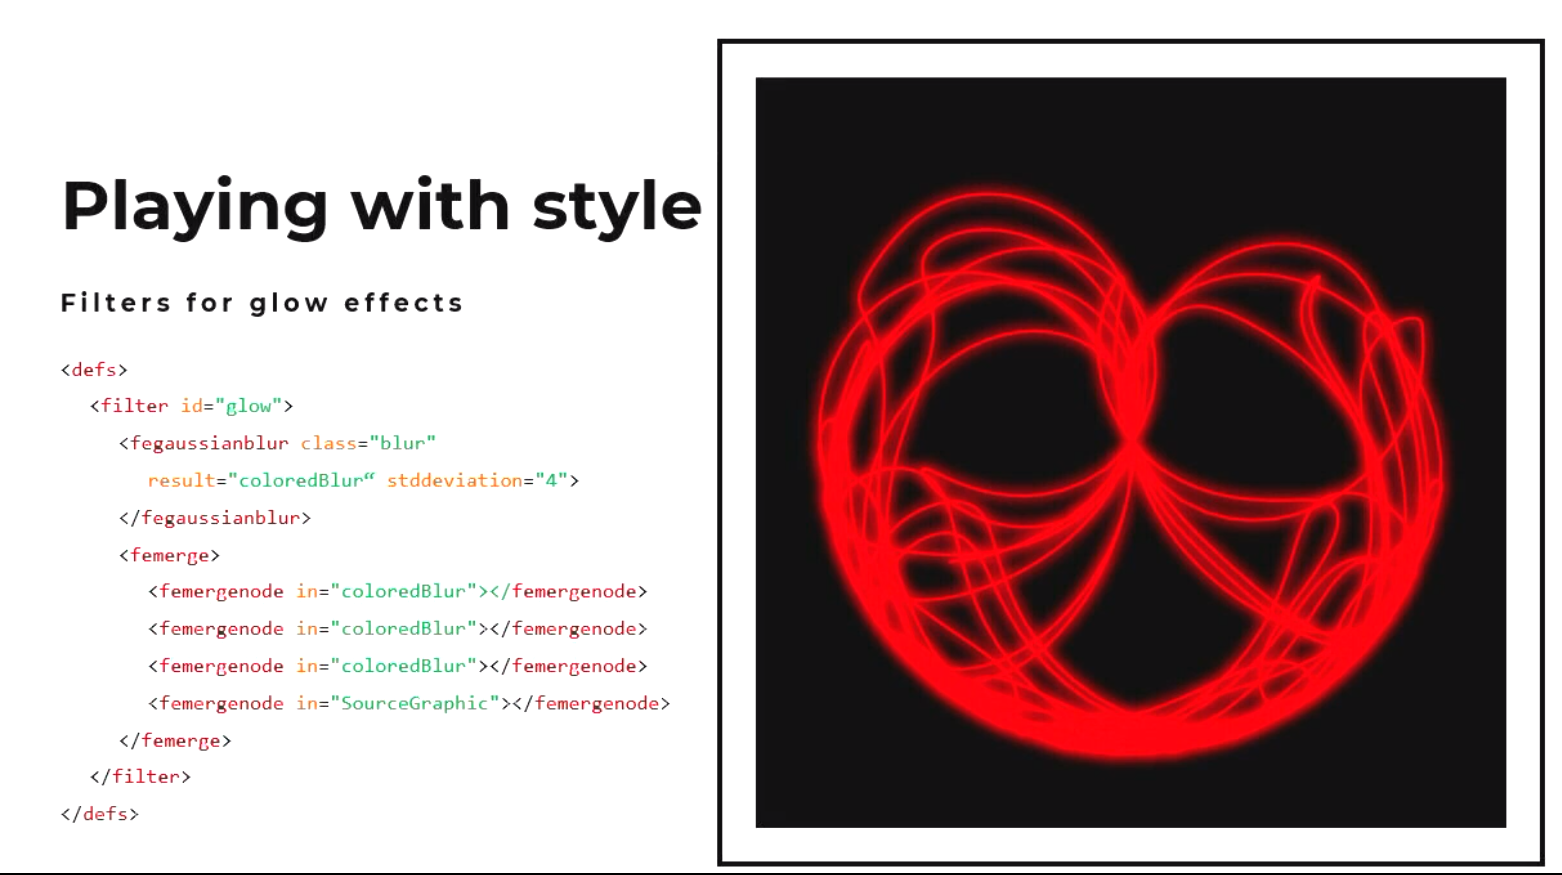 Playing with style
Filters for glow effects
<defs>
<filter id="glow">
<fegaussianblur class="blur"
result="coloredBlur“ stddeviation="4">
</fegaussianblur>
<femerge>
<femergenode in="coloredBlur"></femergenode>
<femergenode in="coloredBlur"></femergenode>
<femergenode in="coloredBlur"></femergenode>
<femergenode in="SourceGraphic"></femergenode>
</femerge>
</filter>
</defs>